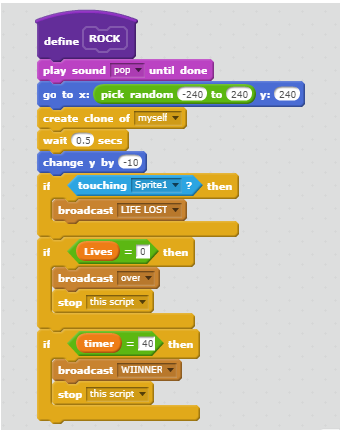 define ROCK
play sound pop until done
go to x: pick random -240 to 240 y: 240
create clone of myself
wait 0.5 secs
change y by -10
if touching Sprite1 ? then
broadcast LIFE LOST
if Lives = 0 then
broadcast over
stop this script
if timer = 40 then
broadcast WIINNER
stop this script